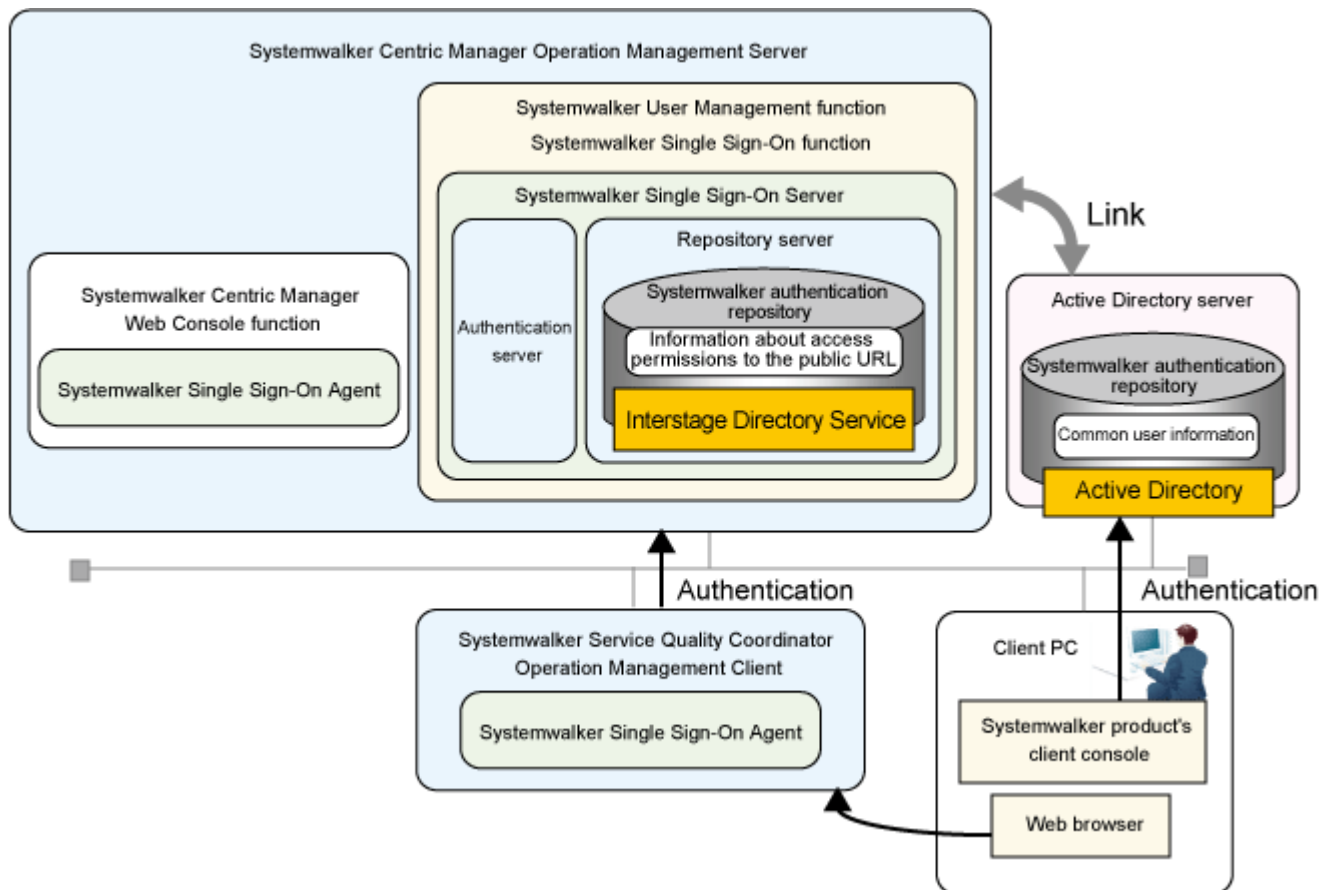 Systemwalker Centric Manager Operation Management Server
Systemwalker User Management function
Systemwalker Single Sign-On function
Systemwalker Single Sign-On Server
Authentication
server
Repository server
Systemwalker authentication
repository
Information about access
permissions to the public URL
Interstage Directory Service
Systemwalker Centric Manager
Web Console function
Systemwalker Single Sign-On Agent
Link
Active Directory server
Systemwalker authentication
repository
Common user information
Active Directory
Authentication
Authentication
Systemwalker Service Quality Coordinator
Operation Management Client
Systemwalker Single Sign-On Agent
Client PC
Systemwalker product's
client console
Web browser